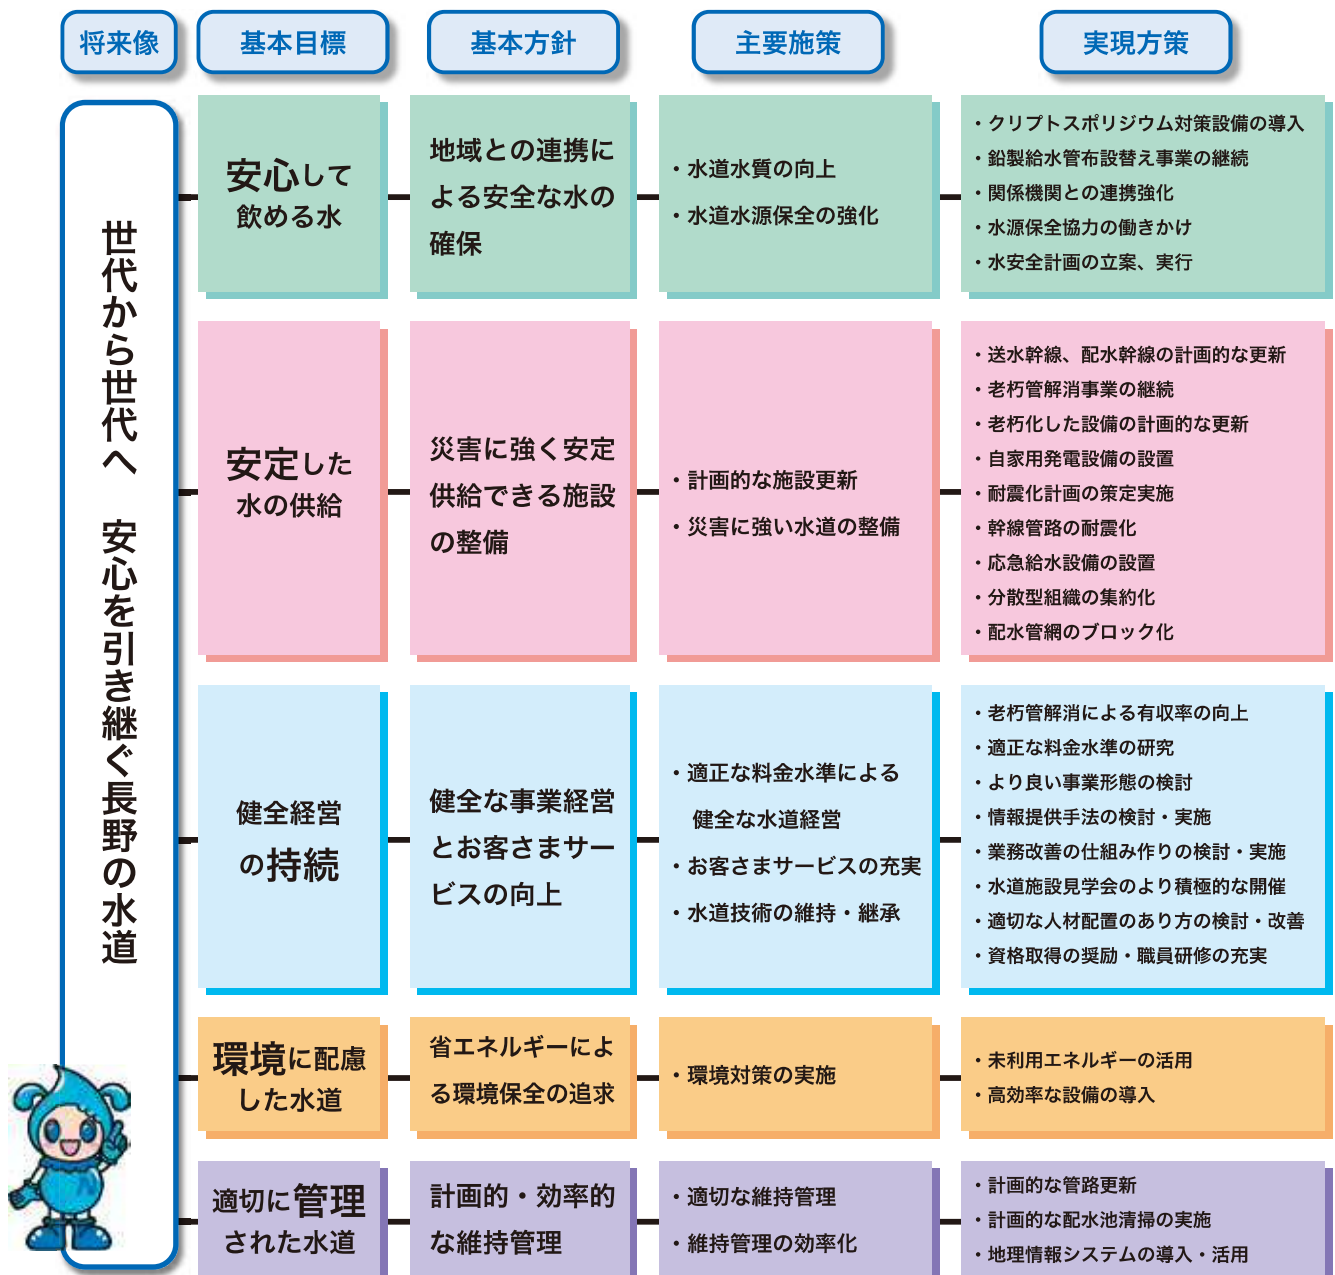 将来像
基本目標
基本方針
主要施策
実現方策
世代から世代へ　安心を引き継ぐ長野の水道
安心して
飲める水
地域との連携に
よる安全な水の
確保
・水道水質の向上
・水道水源保全の強化
・クリプトスポリジウム対策設備の導入
・鉛製給水管布設替え事業の継続
・関係機関との連携強化
・水源保全協力の働きかけ
・水安全計画の立案、実行
安定した
水の供給
災害に強く安定
供給できる施設
の整備
・計画的な施設更新
・災害に強い水道の整備
・送水幹線、配水幹線の計画的な更新
・老朽管解消事業の継続
・老朽化した設備の計画的な更新
・自家用発電設備の設置
・耐震化計画の策定実施
・幹線管路の耐震化
・応急給水設備の設置
・分散型組織の集約化
・配水管網のブロック化
健全経営
の持続
健全な事業経営
とお客さまサー
ビスの向上
・適正な料金水準による
健全な水道経営
・お客さまサービスの充実
・水道技術の維持・継承
・老朽管解消による有収率の向上
・適正な料金水準の研究
・より良い事業形態の検討
・情報提供手法の検討・実施
・業務改善の仕組み作りの検討・実施
・水道施設見学会のより積極的な開催
・適切な人材配置のあり方の検討・改善
・資格取得の奨励・職員研修の充実
環境に配慮
した水道
省エネルギーによ
る環境保全の追求
・環境対策の実施
・未利用エネルギーの活用
・高効率な設備の導入
適切に管理
された水道
計画的・効率的
な維持管理
・適切な維持管理
・維持管理の効率化
・計画的な管路更新
・計画的な配水池清掃の実施
・地理情報システムの導入・活用